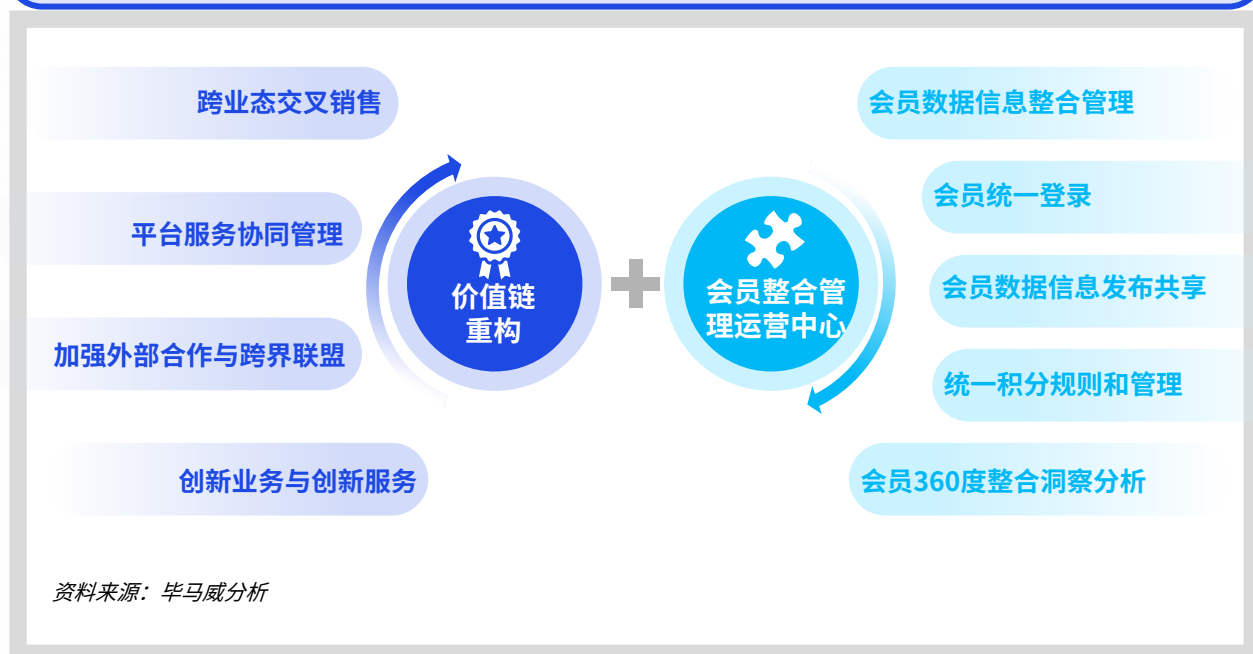 跨业态交叉销售
平台服务协同管理
加强外部合作与跨界联盟
创新业务与创新服务
价值链
重构
会员整合管
理运营中心
会员数据信息整合管理
会员统一登录
会员数据信息发布共享
统一积分规则和管理
会员360度整合洞察分析
资料来源：毕马威分析